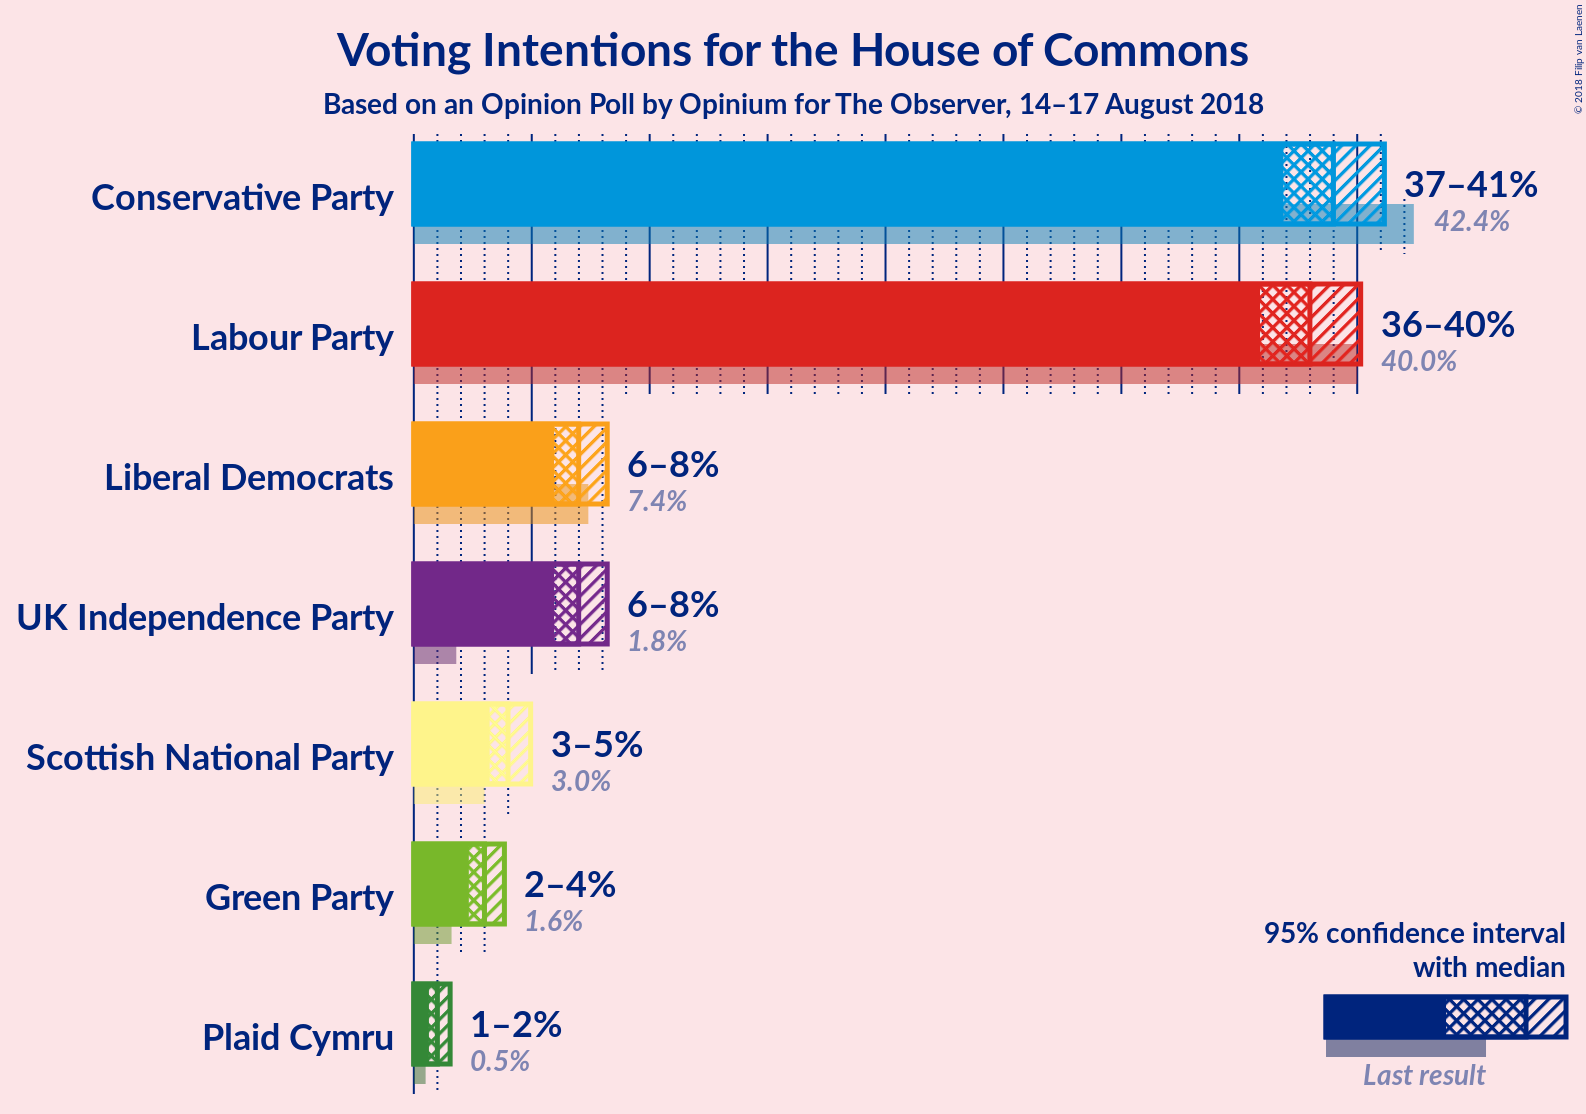 Voting Intentions for the House of Commons
Based on an Opinion Poll by Opinium for The Observer, 14–17 August 2018
© 2018 Filip van Laenen
Conservative Party
37–41%
42.4%
Labour Party
36–40%
40.0%
Liberal Democrats
6–8%
7.4%
UK Independence Party
6–8%
1.8%
Scottish National Party
3–5%
3.0%
Green Party
2–4%
1.6%
Plaid Cymru
1–2%
0.5%
95% confidence interval
with median
Last result